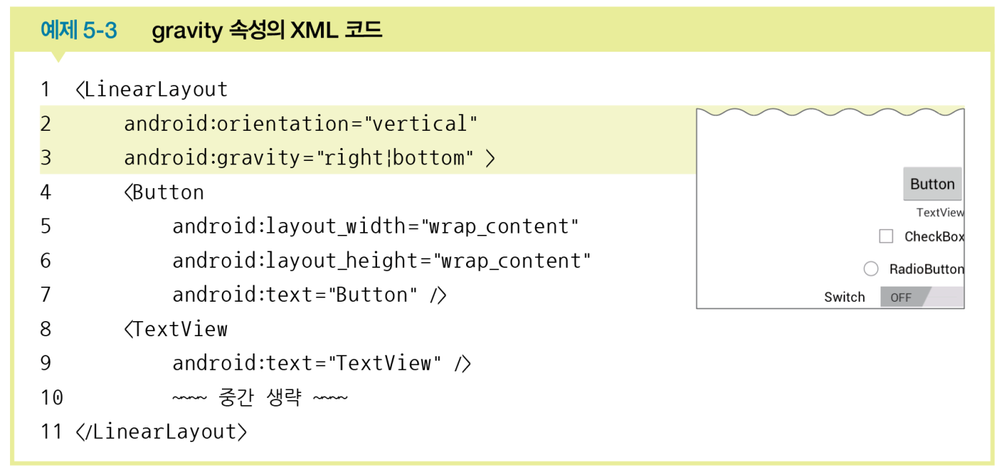 예제 5-3 gravity 속성의 XML 코드
1 <LinearLayout
2 android:orientation="vertical"
3 android:gravity="right|bottom" >
4 <Button
5 android:layout_width="wrap_content"
6 android:layout_height="wrap_content"
7 android:text="Button" />
8 <TextView
9 android:text="TextView" />
10 ~~~~ 중간 생략 ~~~~
11 </LinearLayout>
Button
TextView
CheckBox
RadioButton
Switch OFF